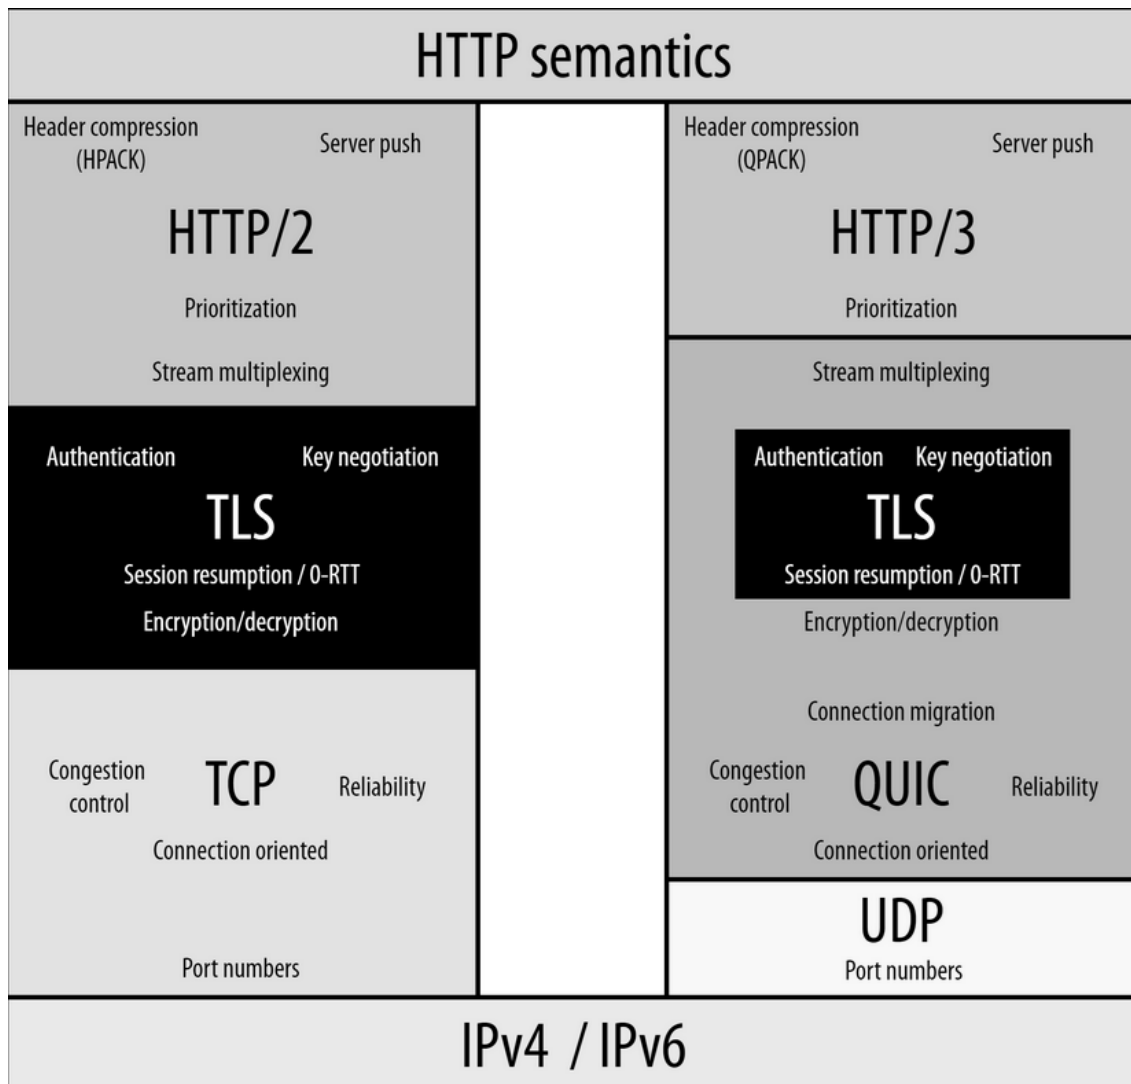 HTTP semantics
Header compression
(HPACK)
Server push
HTTP/2
Prioritization
Stream multiplexing
Authentication
Key negotiation
TLS
Session resumption / 0-RTT
Encryption/decryption
Congestion
control
TCP
Reliability
Connection oriented
Port numbers
Header compression
(QPACK)
Server push
HTTP/3
Prioritization
Stream multiplexing
Authentication
Key negotiation
TLS
Session resumption / 0-RTT
Encryption/decryption
Connection migration
Congestion
control
QUIC
Reliability
Connection oriented
UDP
Port numbers
IPv4 / IPv6